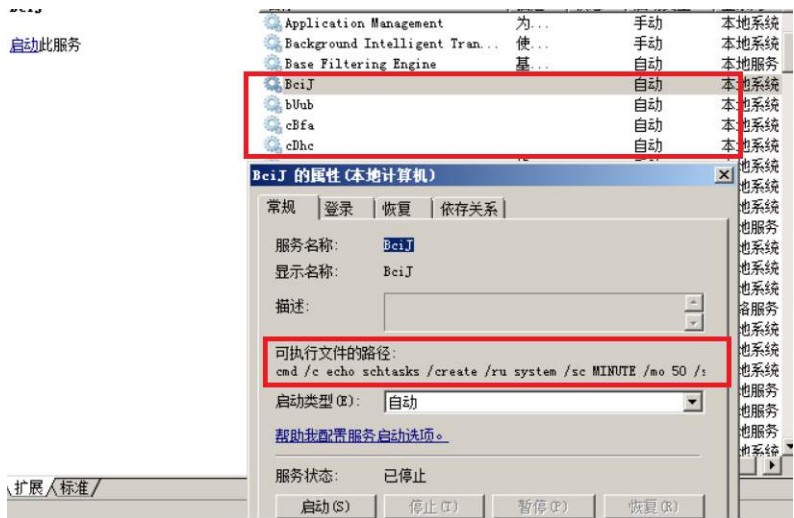 BciJ
启动此服务
Application Management 为... 手动 本地系统
Background Intelligent Tran... 使... 手动 本地系统
Base Filtering Engine 基... 自动 本地服务
BciJ 自动 本地系统
bUub 自动 本地系统
cBfa 自动 本地系统
cDhc 自动 本地系统
BciJ 的属性(本地计算机)
常规 登录 恢复 依存关系
服务名称: BciJ
显示名称: BciJ
描述:
可执行文件的路径:
cmd /c echo schtasks /create /ru system /sc MINUTE /mo 50 /
启动类型(E): 自动
帮助我配置服务启动选项。
服务状态: 已停止
启动(S) 停止(T) 暂停(P) 恢复(R)
扩展 标准